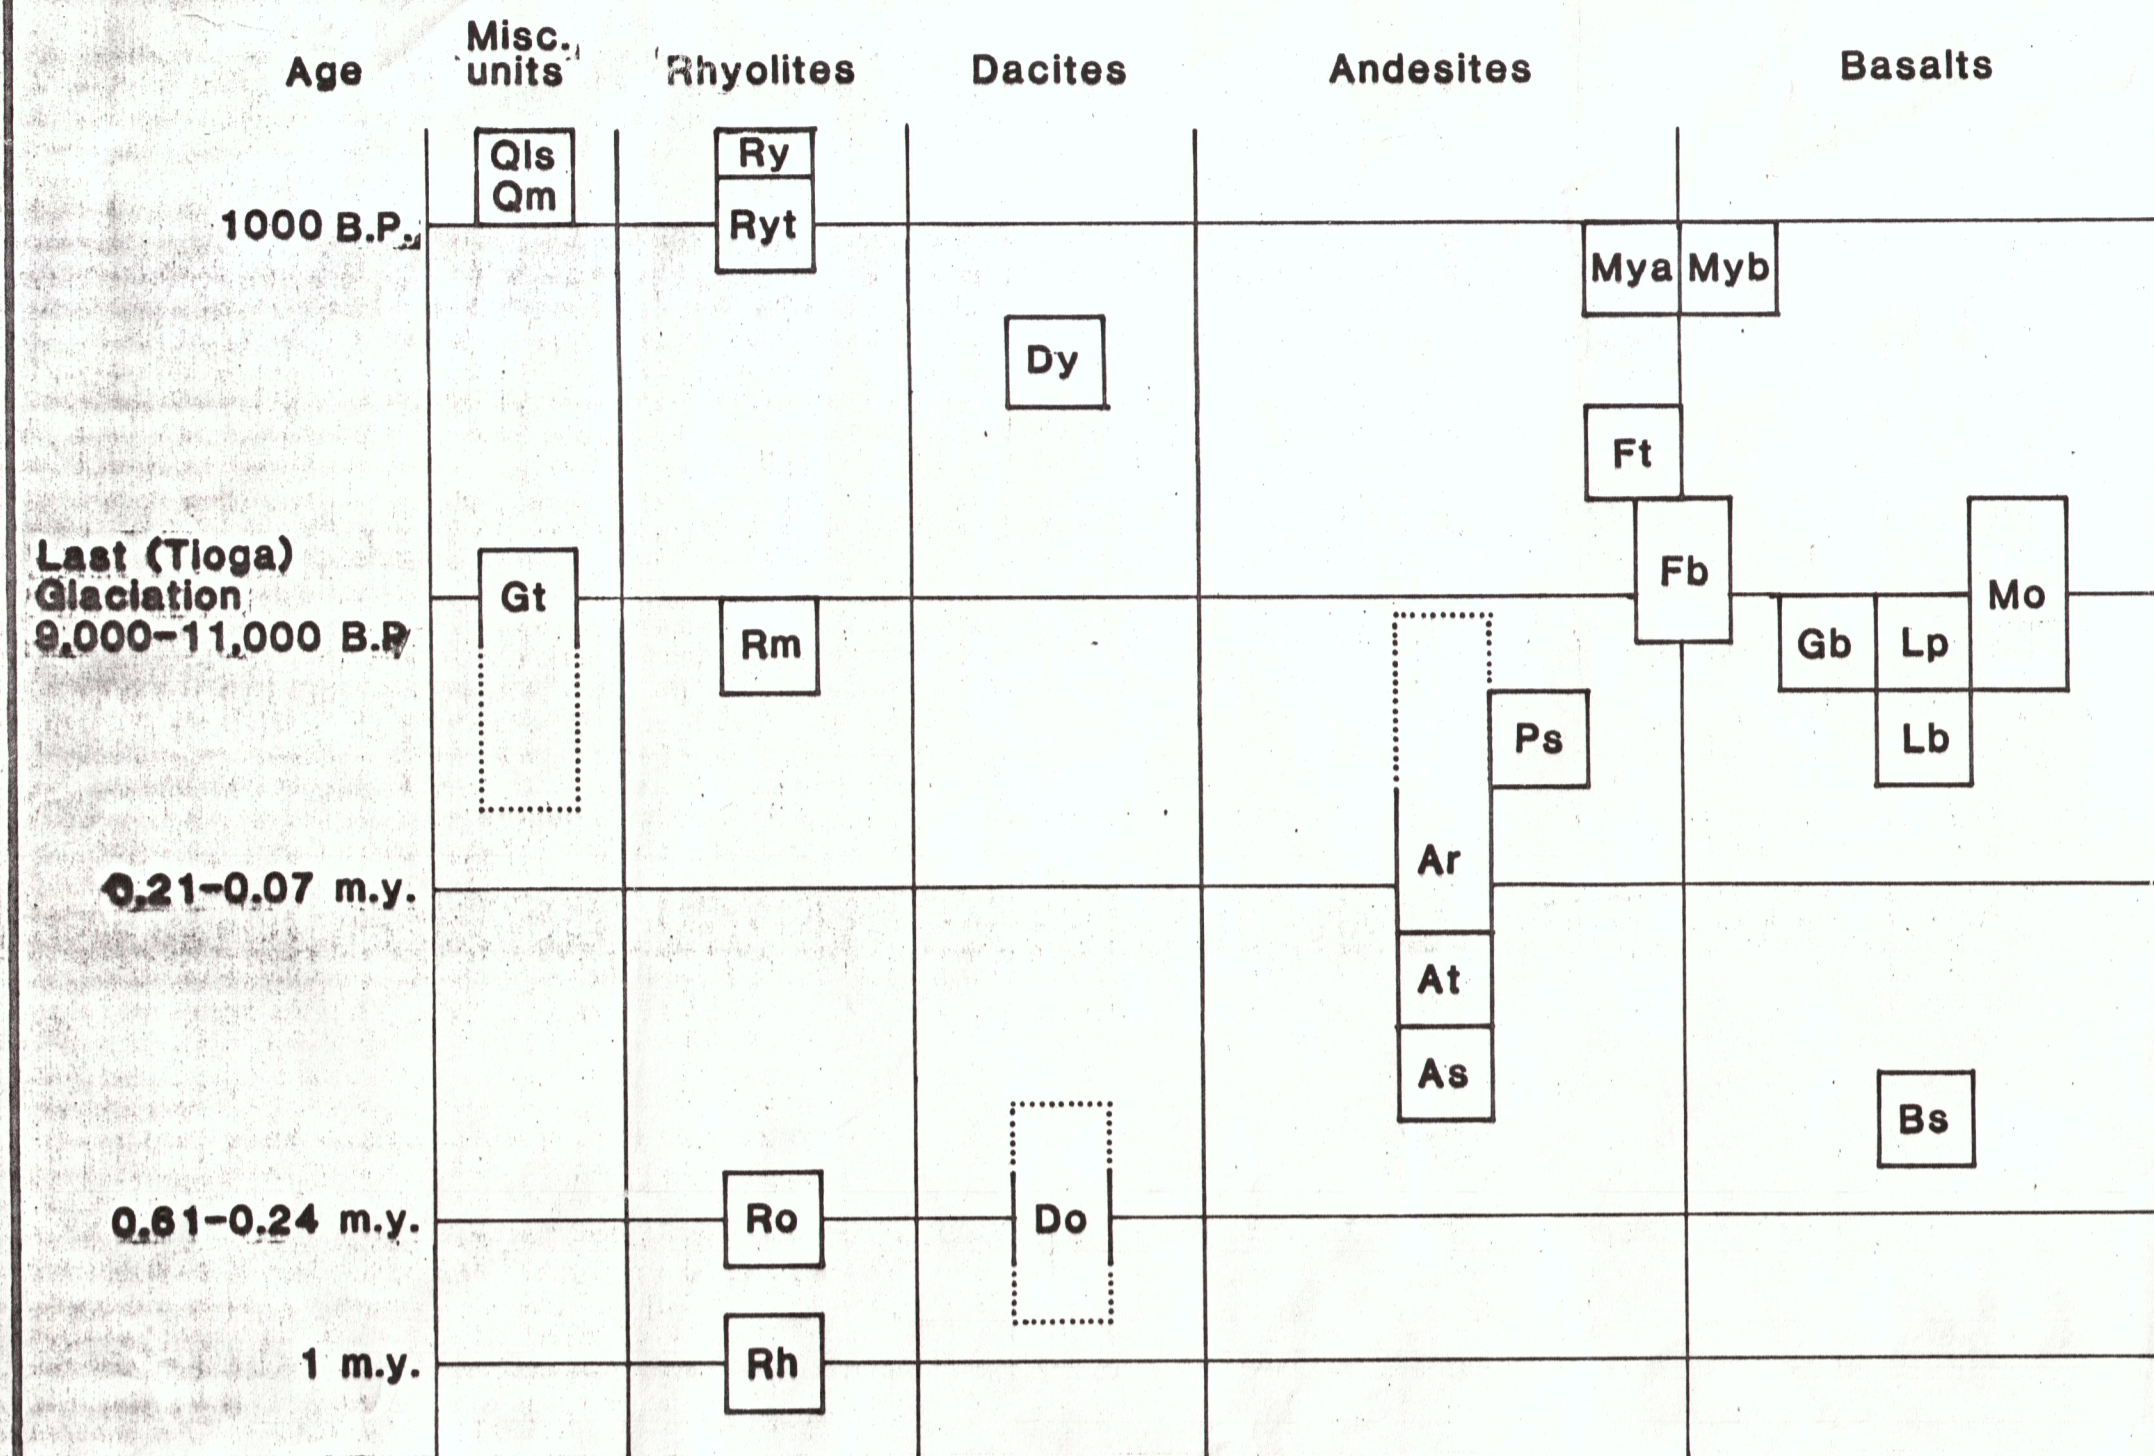 Age
Misc.
units
Rhyolites
Dacites
Andesites
Basalts
Qls
Qm
Ry
1000 B.P.
Ryt
Mya
Myb
Dy
Ft
Last (Tioga)
Glaciation
9,000-11,000 B.P.
Gt
Rm
Fb
Gb
Lp
Mo
Ps
Lb
Ar
0.21-0.07 m.y.
At
As
Bs
0.61-0.24 m.y.
Ro
Do
1 m.y.
Rh